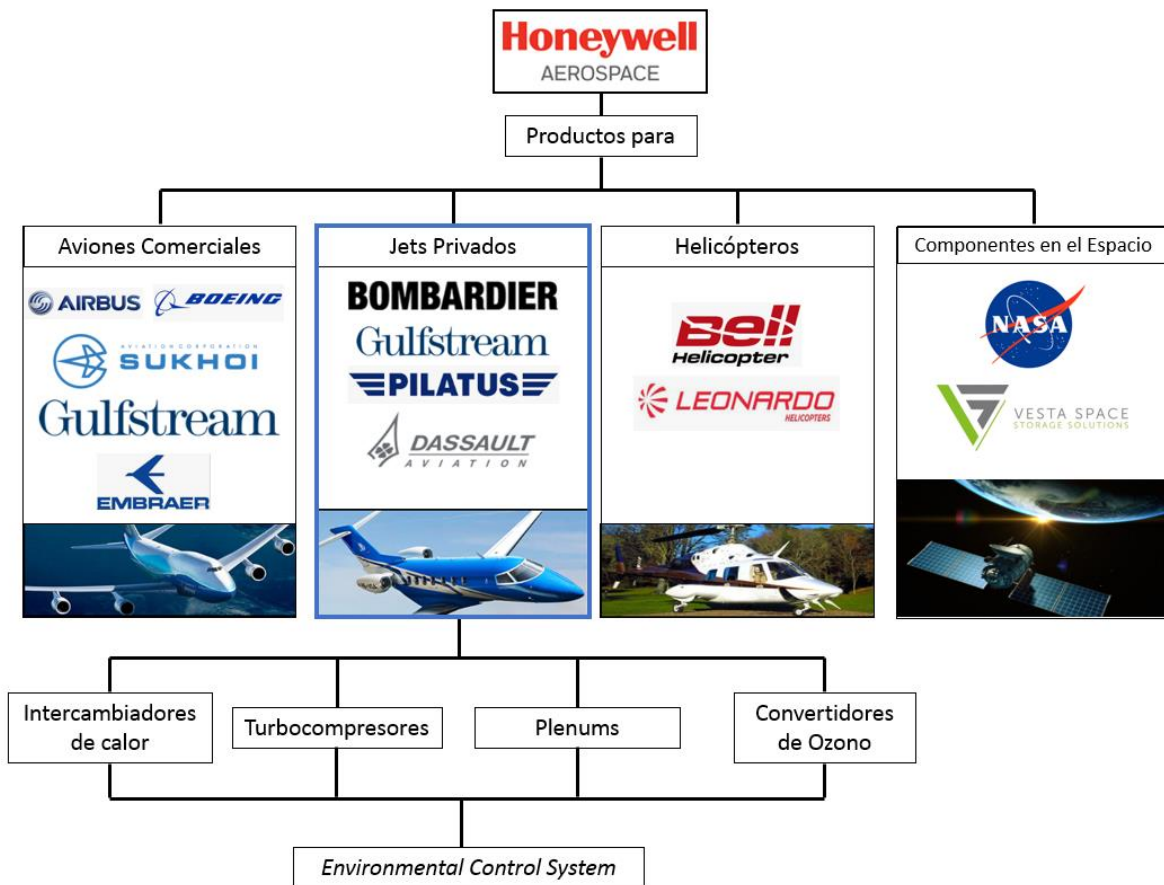 Honeywell
AEROSPACE
Productos para
Aviones Comerciales
AIRBUS
BOEING
AVIATION CORPORATION
SUKHOI
Gulfstream
EMBRAER
Jets Privados
BOMBARDIER
Gulfstream
PILATUS
DASSAULT
AVIATION
Helicópteros
Bell
Helicopter
LEONARDO
HELICOPTERS
Componentes en el Espacio
NASA
VESTA SPACE
STORAGE SOLUTIONS
Intercambiadores
de calor
Turbocompresores
Plenums
Convertidores
de Ozono
Environmental Control System